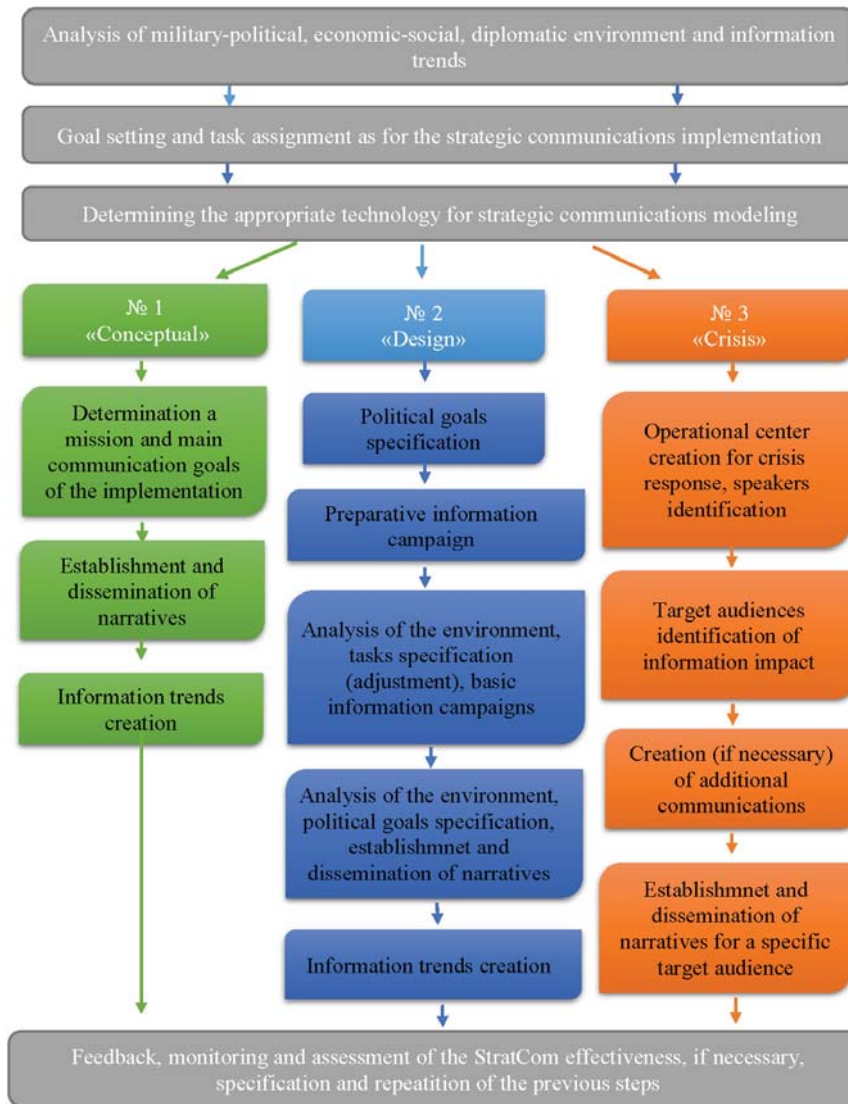 Analysis of military-political, economic-social, diplomatic environment and information
trends
Goal setting and task assignment as for the strategic communications implementation
Determining the appropriate technology for strategic communications modeling
№ 1
«Conceptual»
Determination a
mission and main
communication goals
of the implementation
Establishment and
dissemination of
narratives
Information trends
creation
№ 2
«Design»
Political goals
specification
Preparative information
campaign
Analysis of the environment,
tasks specification
(adjustment), basic
information campaigns
Analysis of the environment,
political goals specification,
establishmnet and
dissemination of narratives
Information trends creation
№ 3
«Crisis»
Operational center
creation for crisis
response, speakers
identification
Target audiences
identification of
information impact
Creation (if necessary)
of additional
communications
Establishmnet and
dissemination of
narratives for a specific
target audience
Feedback, monitoring and assessment of the StratCom effectiveness, if necessary,
specification and repeatition of the previous steps